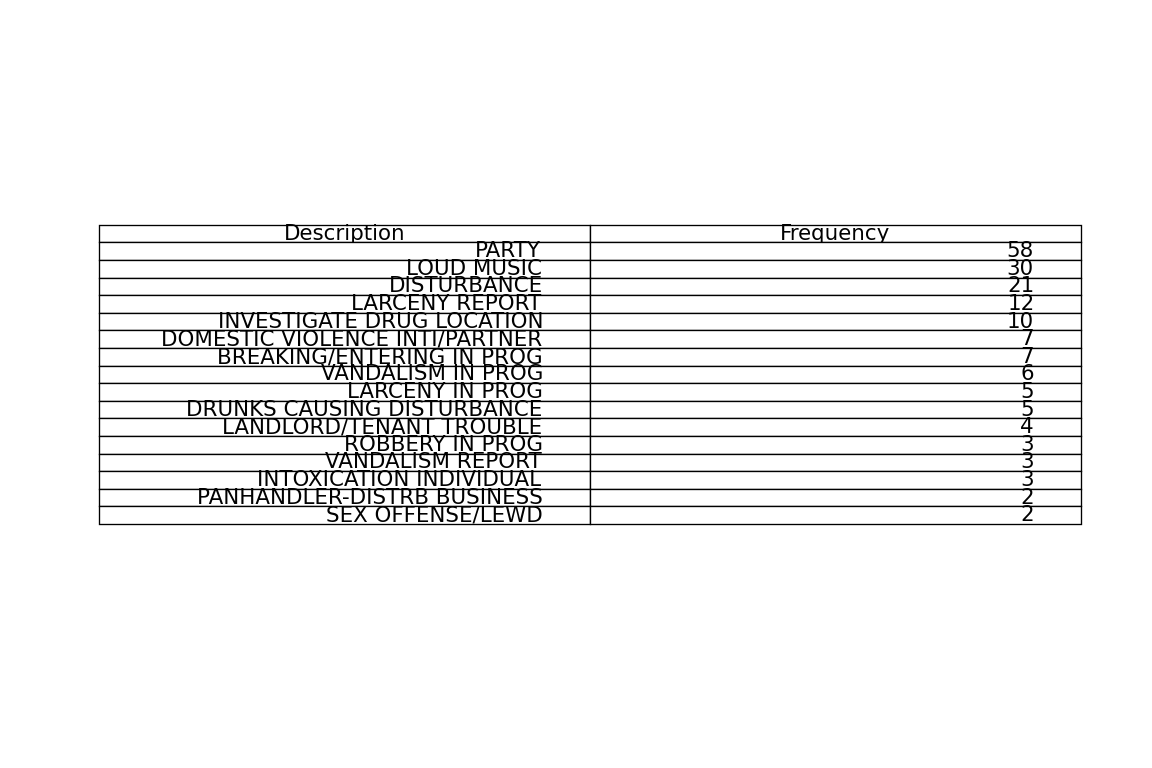 Description Frequency
PARTY 58
LOUD MUSIC 30
DISTURBANCE 21
LARCENY REPORT 12
INVESTIGATE DRUG LOCATION 10
DOMESTIC VIOLENCE INTI/PARTNER 7
BREAKING/ENTERING IN PROG 7
VANDALISM IN PROG 6
LARCENY IN PROG 5
DRUNKS CAUSING DISTURBANCE 5
LANDLORD/TENANT TROUBLE 4
ROBBERY IN PROG 3
VANDALISM REPORT 3
INTOXICATION INDIVIDUAL 3
PANHANDLER-DISTRB BUSINESS 2
SEX OFFENSE/LEWD 2